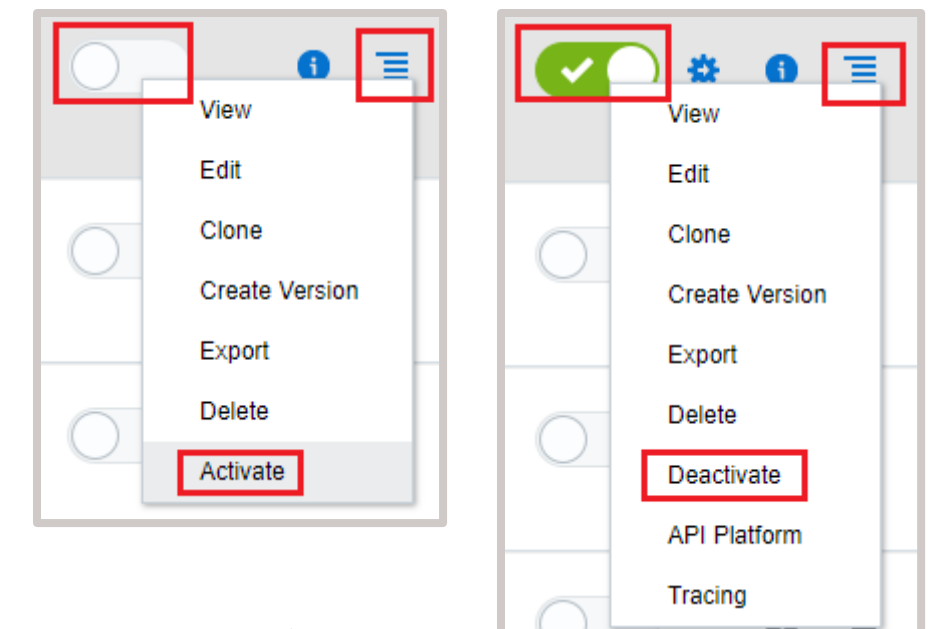 View
Edit
Clone
Create Version
Export
Delete
Activate
View
Edit
Clone
Create Version
Export
Delete
Deactivate
API Platform
Tracing